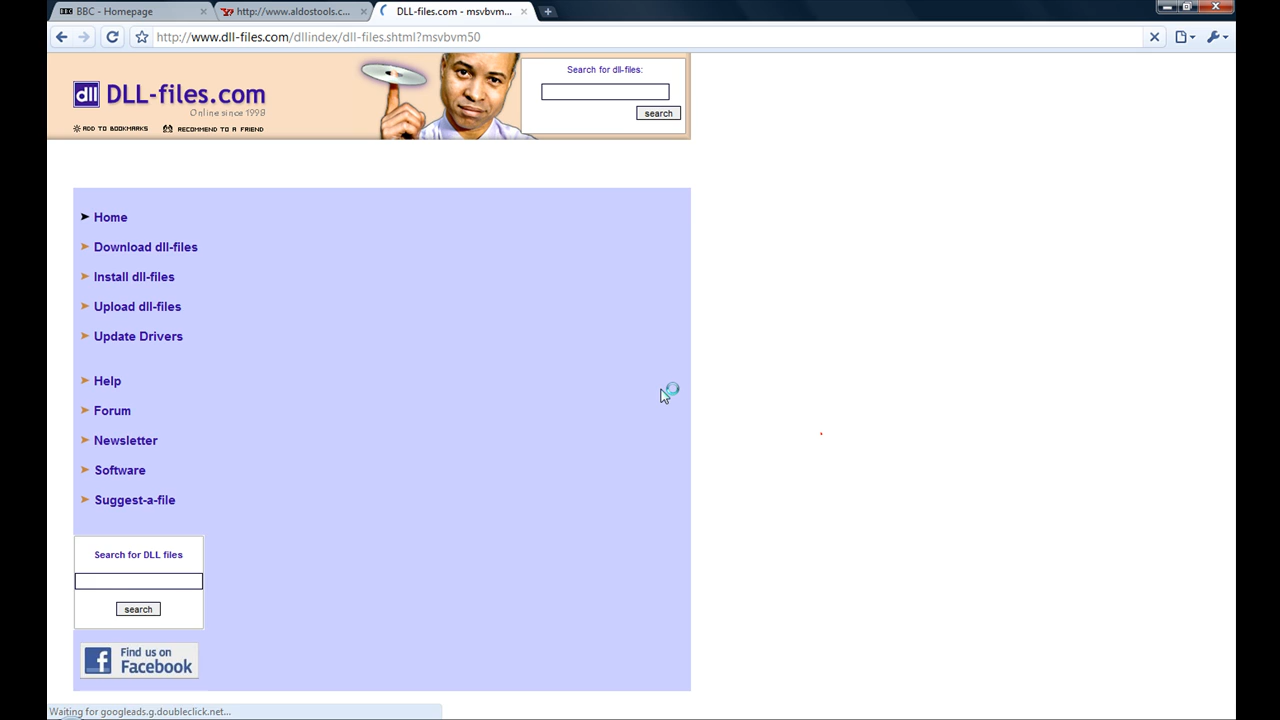 BBC - Homepage
http://www.aldostools.c...
DLL-files.com - msvbvm...
http://www.dll-files.com/dllindex/dll-files.shtml?msvbvm50
dll DLL-files.com
Online since 1998
ADD TO BOOKMARKS
RECOMMEND TO A FRIEND
Search for dll-files:
search
Home
Download dll-files
Install dll-files
Upload dll-files
Update Drivers
Help
Forum
Newsletter
Software
Suggest-a-file
Search for DLL files
search
Find us on
Facebook
Waiting for googleads.g.doubleclick.net...